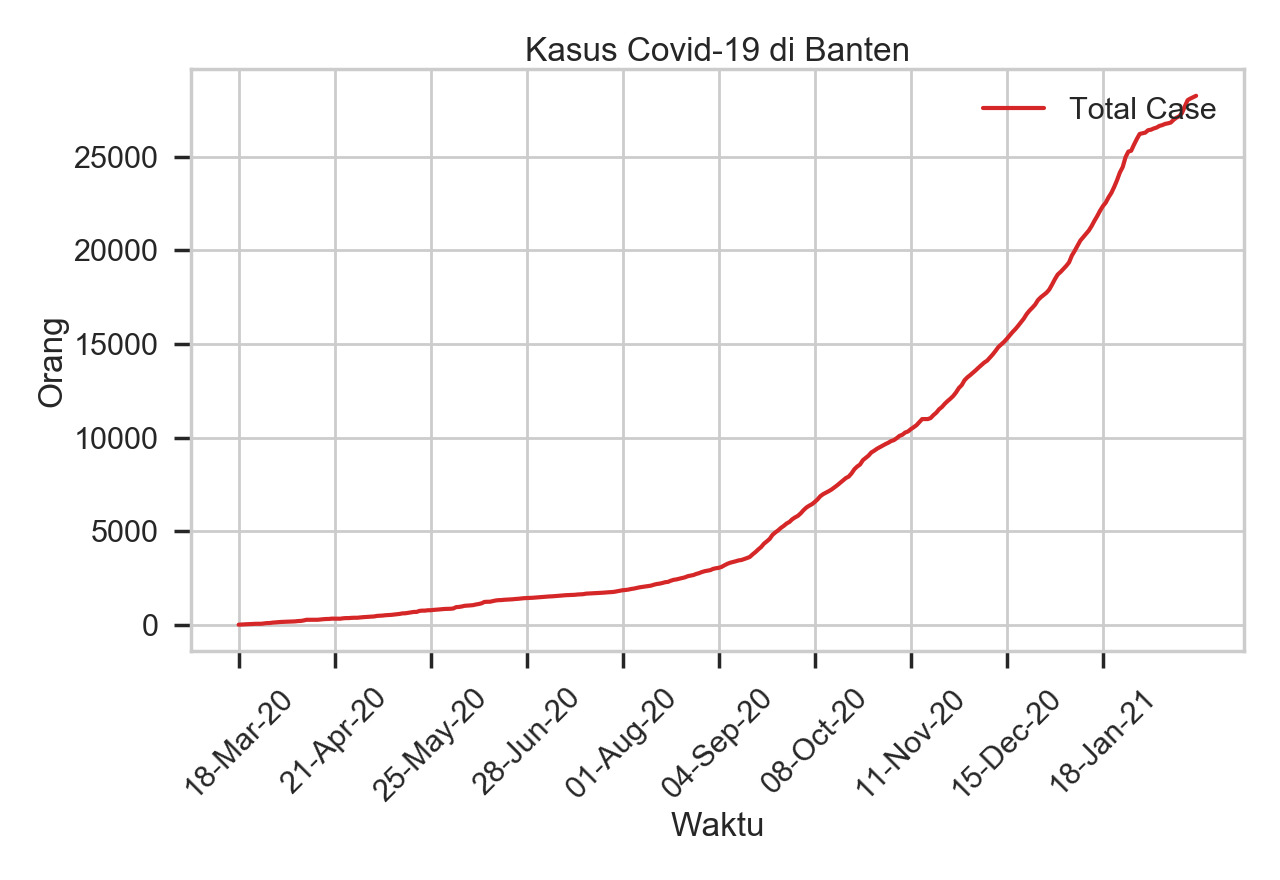 Kasus Covid-19 di Banten
Total Case
25000
20000
15000
10000
5000
0
Orang
18-Mar-20
21-Apr-20
25-May-20
28-Jun-20
01-Aug-20
04-Sep-20
08-Oct-20
11-Nov-20
15-Dec-20
18-Jan-21
Waktu